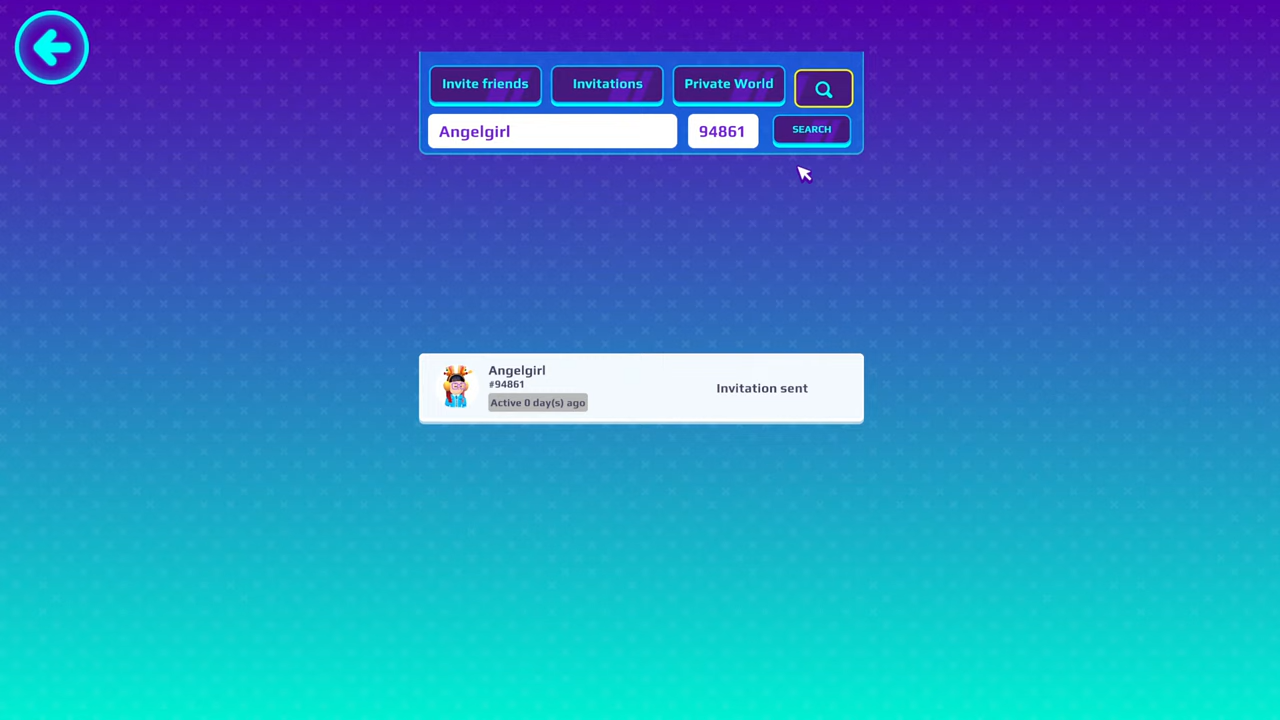 Invite friends
Invitations
Private World
Angelgirl
94861
SEARCH
Angelgirl
#94861
Active 0 day(s) ago
Invitation sent